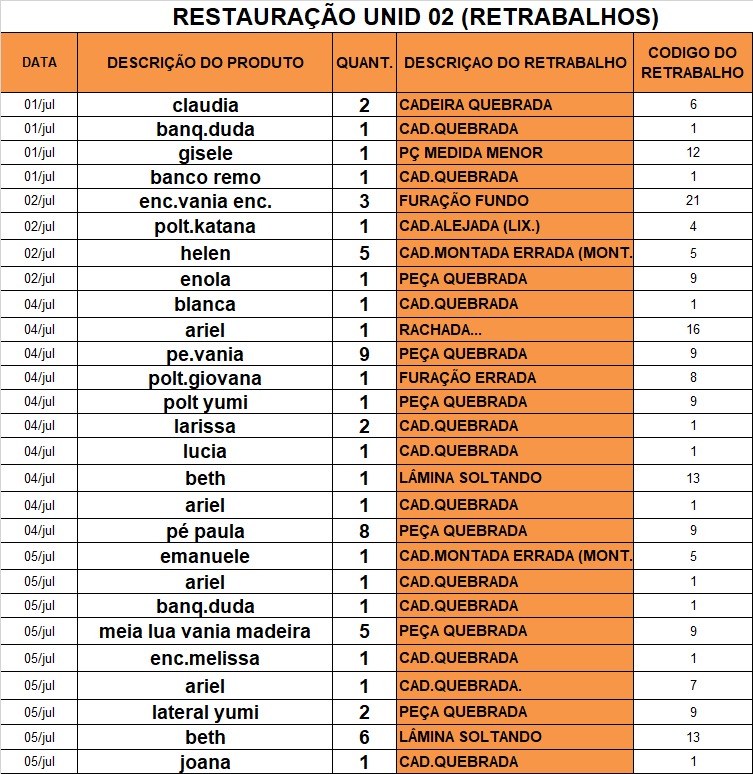 RESTAURAÇÃO UNID 02 (RETRABALHOS)
DATA DESCRIÇÃO DO PRODUTO QUANT. DESCRIÇAO DO RETRABALHO CODIGO DO RETRABALHO
01/jul claudia 2 CADEIRA QUEBRADA 6
01/jul banq.duda 1 CAD.QUEBRADA 1
01/jul gisele 1 PÇ MEDIDA MENOR 12
01/jul banco remo 1 CAD.QUEBRADA 1
02/jul enc.vania enc. 3 FURAÇÃO FUNDO 21
02/jul polt.katana 1 CAD.ALEJADA (LIX.) 4
02/jul helen 5 CAD.MONTADA ERRADA (MONT. 5
02/jul enola 1 PEÇA QUEBRADA 9
04/jul blanca 1 CAD.QUEBRADA 1
04/jul ariel 1 RACHADA... 16
04/jul pe.vania 9 PEÇA QUEBRADA 9
04/jul polt.giovana 1 FURAÇÃO ERRADA 8
04/jul polt yumi 1 PEÇA QUEBRADA 9
04/jul larissa 2 CAD.QUEBRADA 1
04/jul lucia 1 CAD.QUEBRADA 1
04/jul beth 1 LÂMINA SOLTANDO 13
04/jul ariel 1 CAD.QUEBRADA 1
04/jul pé paula 8 PEÇA QUEBRADA 9
05/jul emanuele 1 CAD.MONTADA ERRADA (MONT. 5
05/jul ariel 1 CAD.QUEBRADA 1
05/jul banq.duda 1 CAD.QUEBRADA 1
05/jul meia lua vania madeira 5 PEÇA QUEBRADA 9
05/jul enc.melissa 1 CAD.QUEBRADA 1
05/jul ariel 1 CAD.QUEBRADA. 7
05/jul lateral yumi 2 PEÇA QUEBRADA 9
05/jul beth 6 LÂMINA SOLTANDO 13
05/jul joana 1 CAD.QUEBRADA 1